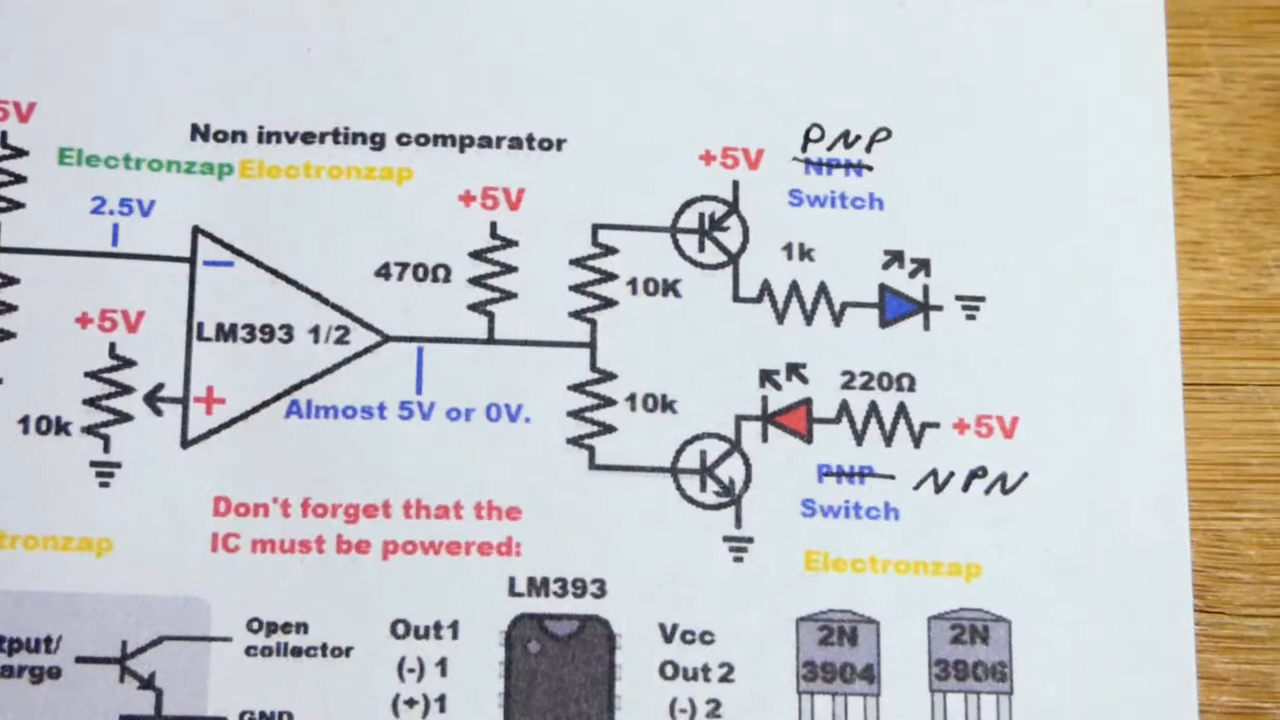 5V
Non inverting comparator
Electronzap Electronzap
2.5V
+5V
470Ω
+5V
PNP
NPN
Switch
1k
10K
LM393 1/2
+5V
10k
Almost 5V or 0V.
10k
220Ω
+5V
PNP NPN
Switch
Don't forget that the
IC must be powered:
tronzap
Electronzap
LM393
Open
collector
tput/
arge
GND
Out1
(-) 1
(+)1
Vcc
Out 2
(-) 2
2N
3904
2N
3906